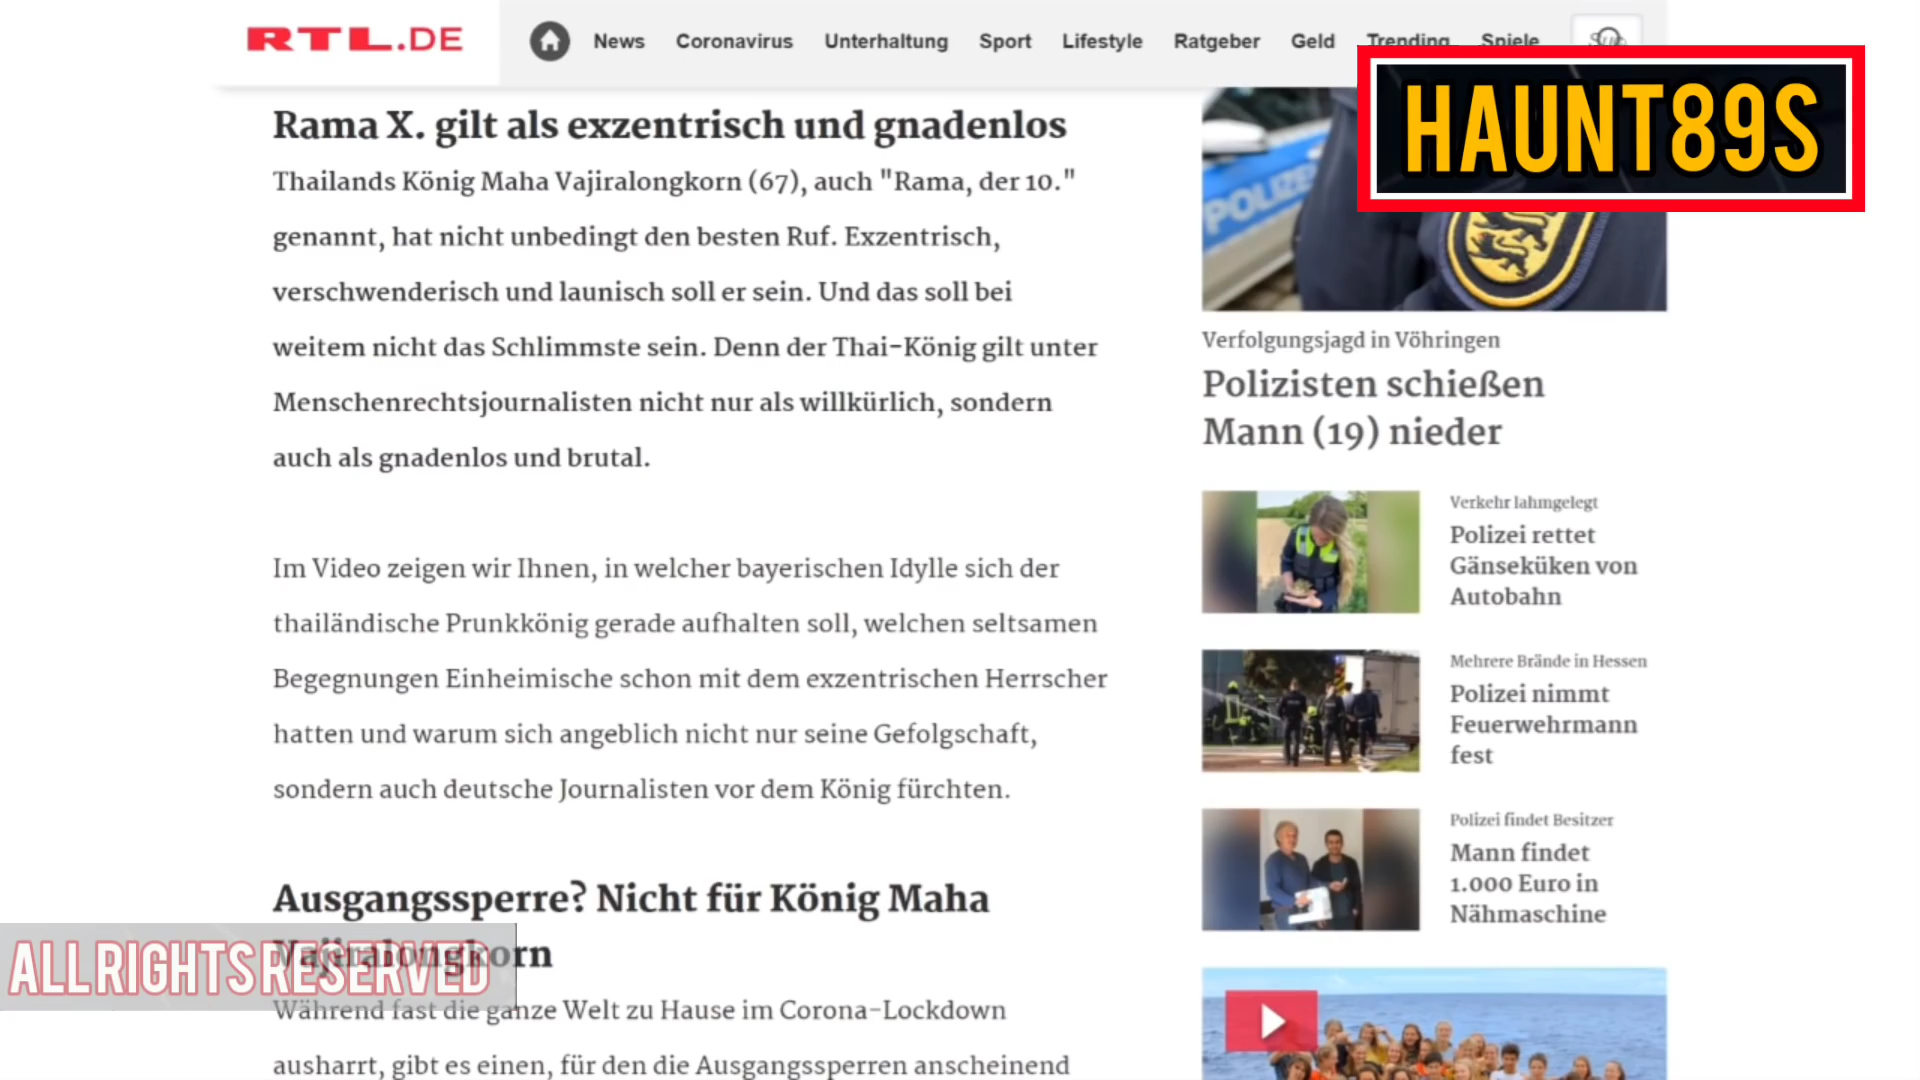 RTL.DE
News Coronavirus Unterhaltung Sport Lifestyle Ratgeber Geld Trending Spiele
HAUNT89S
Rama X. gilt als exzentrisch und gnadenlos
Thailands König Maha Vajiralongkorn (67), auch "Rama, der 10."
genannt, hat nicht unbedingt den besten Ruf. Exzentrisch,
verschwenderisch und launisch soll er sein. Und das soll bei
weitem nicht das Schlimmste sein. Denn der Thai-König gilt unter
Menschenrechtsjournalisten nicht nur als willkürlich, sondern
auch als gnadenlos und brutal.
Im Video zeigen wir Ihnen, in welcher bayerischen Idylle sich der
thailändische Prunkkönig gerade aufhalten soll, welchen seltsamen
Begegnungen Einheimische schon mit dem exzentrischen Herrscher
hatten und warum sich angeblich nicht nur seine Gefolgschaft,
sondern auch deutsche Journalisten vor dem König fürchten.
Ausgangssperre? Nicht für König Maha
Vajiralongkorn
Während fast die ganze Welt zu Hause im Corona-Lockdown
ausharrt, gibt es einen, für den die Ausgangssperren anscheinend
ALL RIGHTS RESERVED
POLIZEI
Verfolgungsjagd in Vöhringen
Polizisten schießen
Mann (19) nieder
Verkehr lahmgelegt
Polizei rettet
Gänseküken von
Autobahn
Mehrere Brände in Hessen
Polizei nimmt
Feuerwehrmann
fest
Polizei findet Besitzer
Mann findet
1.000 Euro in
Nähmaschine